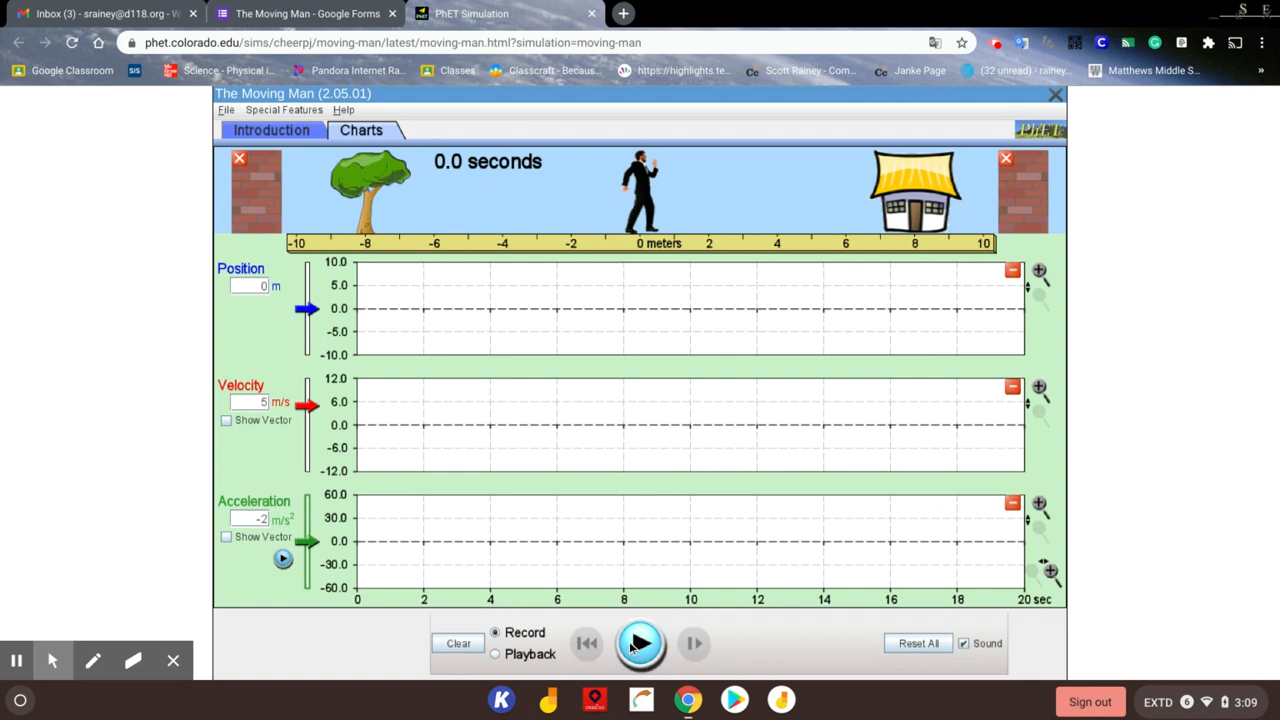 Inbox (3) - srainey@d118.org - W
The Moving Man - Google Forms
PhET Simulation
S E
phet.colorado.edu/sims/cheerpj/moving-man/latest/moving-man.html?simulation=moving-man
Google Classroom
SIS
Science - Physical i...
Pandora Internet Ra...
Classes
Classcraft - Becaus...
https://highlights.te...
Cc Scott Rainey - Com...
Cc Janke Page
(32 unread) - rainey...
Matthews Middle S...
»
The Moving Man (2.05.01)
File Special Features Help
Introduction Charts PhET
0.0 seconds
-10 -8 -6 -4 -2 0 meters 2 4 6 8 10
Position
0 m
10.0
5.0
0.0
-5.0
-10.0
Velocity
5 m/s
Show Vector
12.0
6.0
0.0
-6.0
-12.0
Acceleration
-2 m/s²
Show Vector
60.0
30.0
0.0
-30.0
-60.0
0 2 4 6 8 10 12 14 16 18 20 sec
Clear
Record
Playback
Reset All
Sound
K
Sign out
EXTD 6 3:09